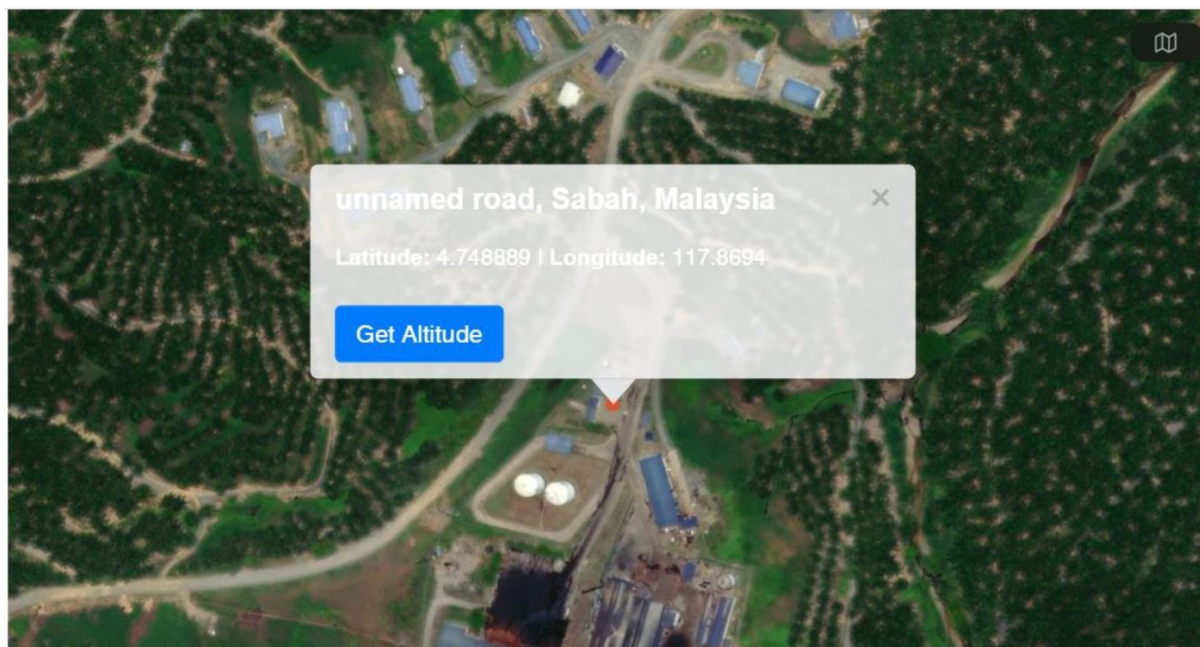 unnamed road, Sabah, Malaysia
×
Latitude: 4.748889 | Longitude: 117.8694
Get Altitude